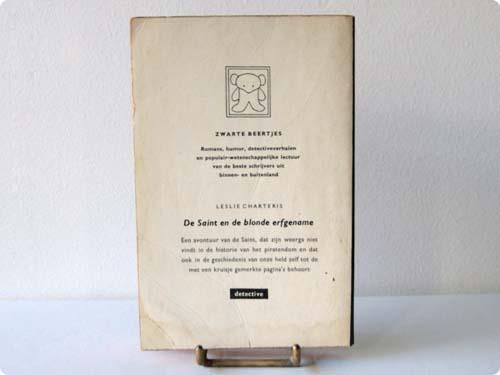 ZWARTE BEERTJES
Romans, humor, detectiveverhalen
en populair-wetenschappelijke lectuur
van de beste schrijvers uit
binnen- en buitenland
LESLIE CHARTERIS
De Saint en de blonde erfgename
Een avontuur van de Saint, dat zijn weerga niet
vindt in de historie van het piratendom en dat
ook in de geschiedenis van onze held zelf tot de
met een kruisje gemerkte pagina's behoort
detective